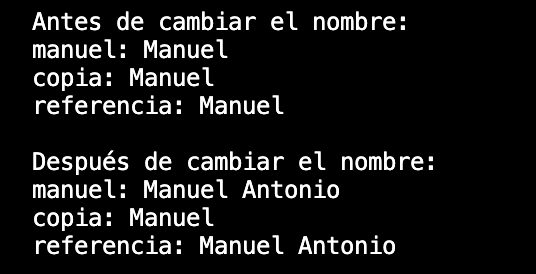 Antes de cambiar el nombre:
manuel: Manuel
copia: Manuel
referencia: Manuel

Después de cambiar el nombre:
manuel: Manuel Antonio
copia: Manuel
referencia: Manuel Antonio